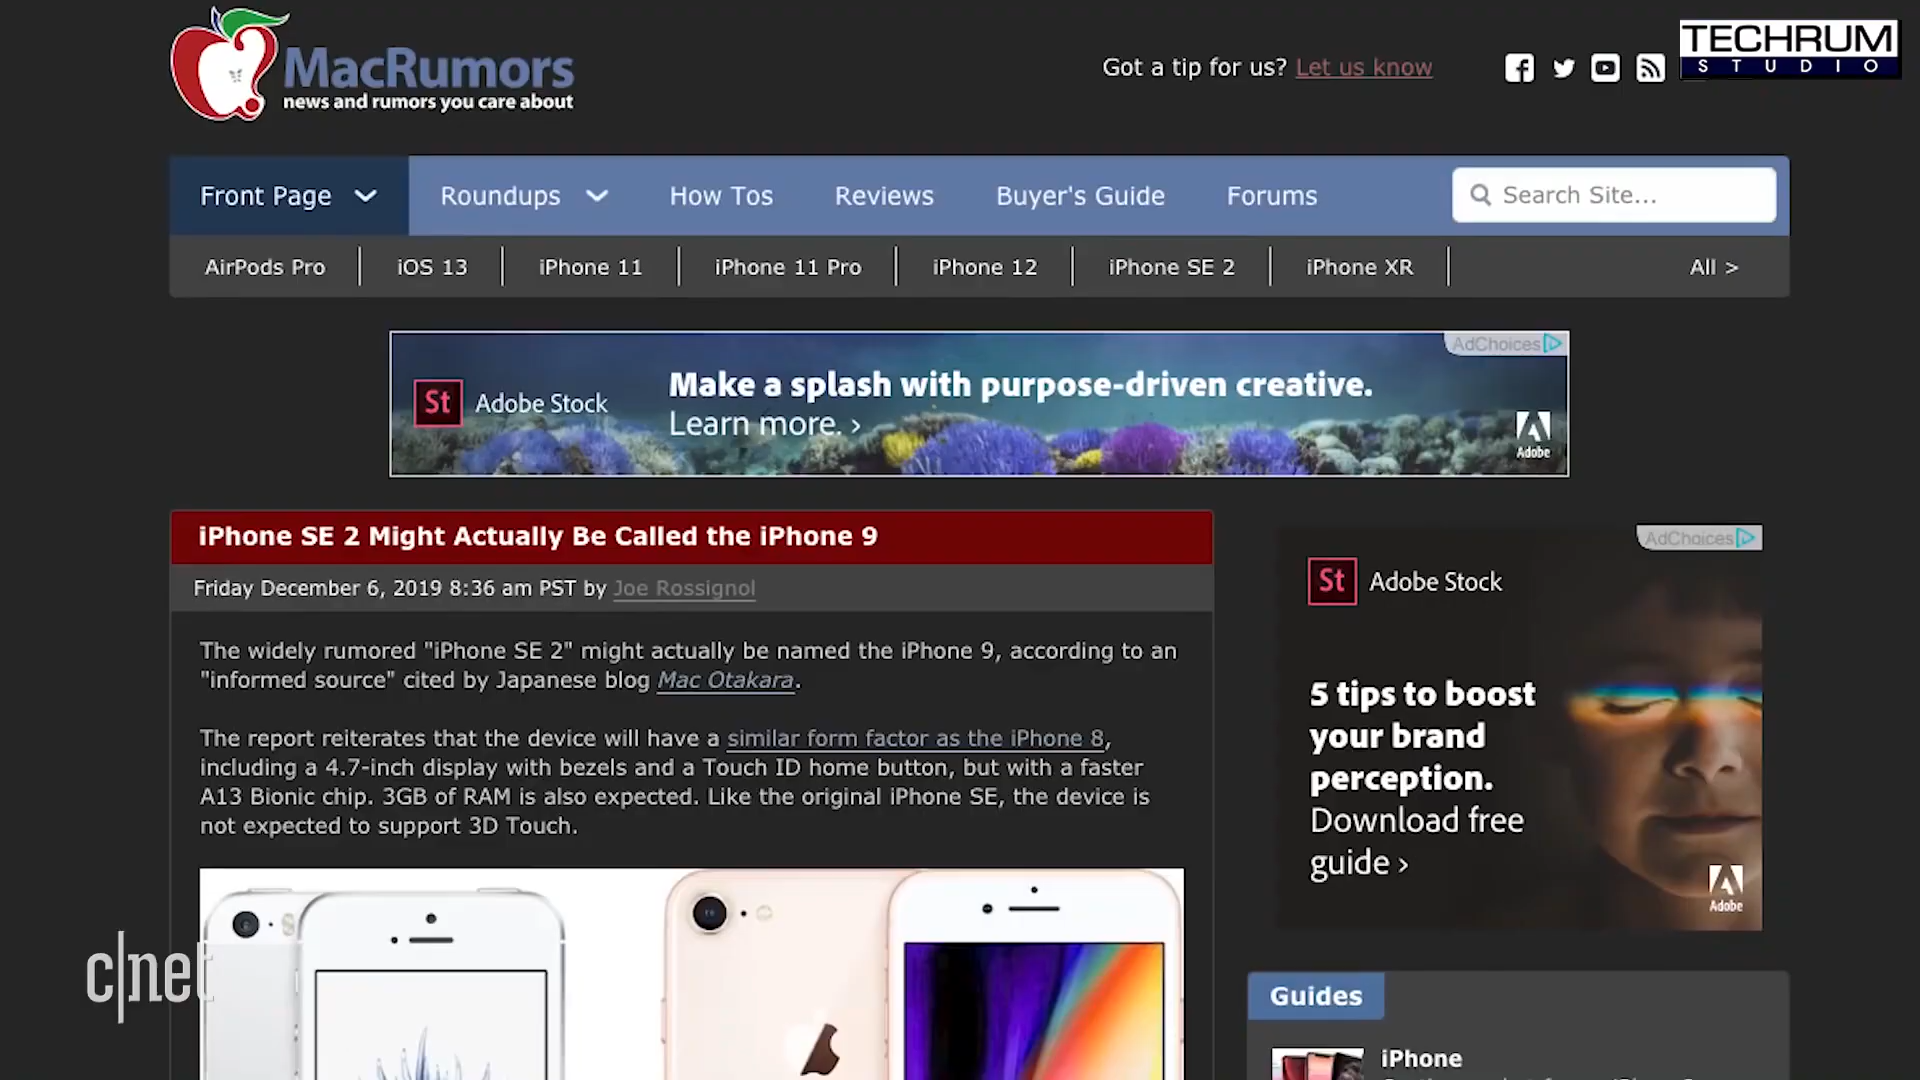 MacRumors
news and rumors you care about
Got a tip for us? Let us know
TECHRUM
STUDIO
Front Page
Roundups
How Tos
Reviews
Buyer's Guide
Forums
Search Site...
AirPods Pro
iOS 13
iPhone 11
iPhone 11 Pro
iPhone 12
iPhone SE 2
iPhone XR
All >
AdChoices
St Adobe Stock
Make a splash with purpose-driven creative.
Learn more. ›
Adobe
iPhone SE 2 Might Actually Be Called the iPhone 9
Friday December 6, 2019 8:36 am PST by Joe Rossignol
The widely rumored "iPhone SE 2" might actually be named the iPhone 9, according to an
"informed source" cited by Japanese blog Mac Otakara.
The report reiterates that the device will have a similar form factor as the iPhone 8,
including a 4.7-inch display with bezels and a Touch ID home button, but with a faster
A13 Bionic chip. 3GB of RAM is also expected. Like the original iPhone SE, the device is
not expected to support 3D Touch.
AdChoices
St Adobe Stock
5 tips to boost
your brand
perception.
Download free
guide ›
Adobe
c|net
Guides
iPhone